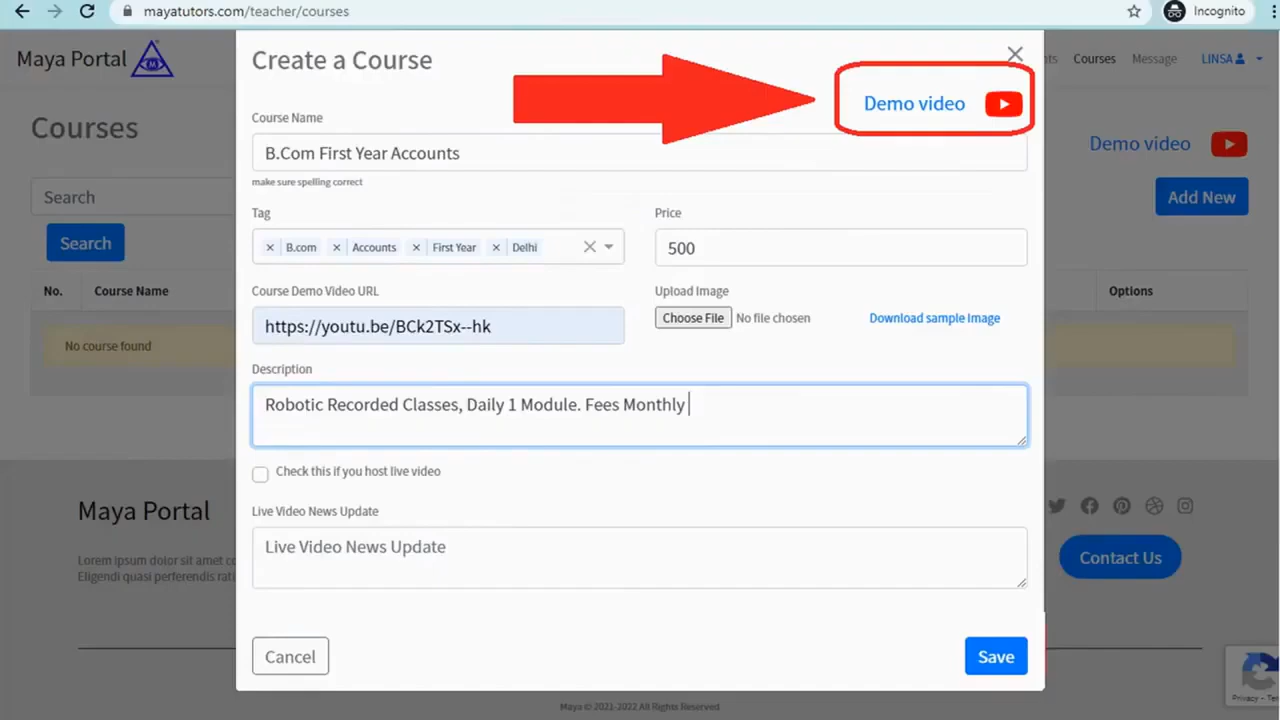 mayatutors.com/teacher/courses
Incognito
Maya Portal
Courses Message LINSA
Create a Course
Demo video
Courses
Course Name
B.Com First Year Accounts
make sure spelling correct
Demo video
Search
Add New
Search
Tag
Price
B.com Accounts First Year Delhi
500
No. Course Name
Options
Course Demo Video URL
Upload Image
https://youtu.be/BCk2TSx--hk
Choose File No file chosen
Download sample Image
No course found
Description
Robotic Recorded Classes, Daily 1 Module. Fees Monthly
Check this if you host live video
Live Video News Update
Live Video News Update
Maya Portal
Lorem ipsum dolor sit amet
Eligendi quasi perferendis
Contact Us
Cancel
Save
Maya © 2021-2022 All Rights Reserved
Privacy